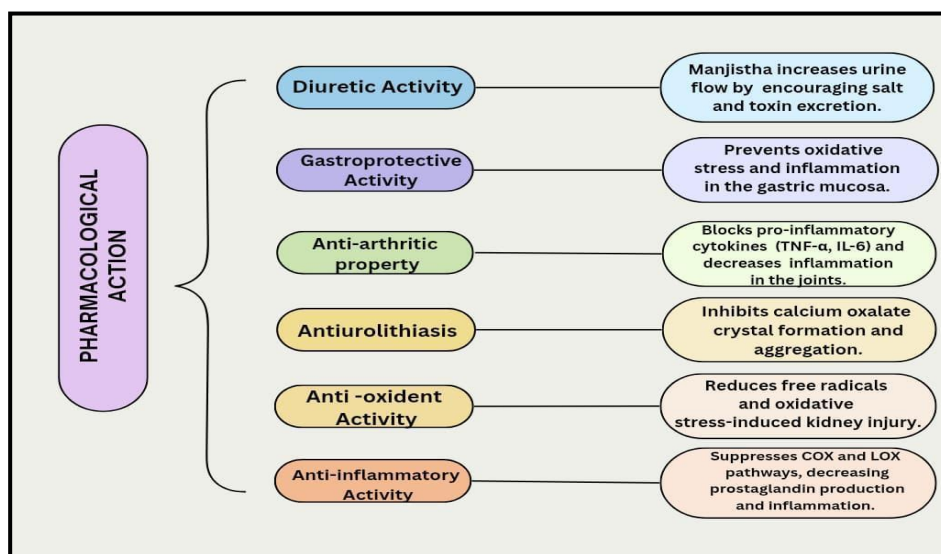 PHARMACOLOGICAL
ACTION
Diuretic Activity
Manjistha increases urine
flow by encouraging salt
and toxin excretion.
Gastroprotective
Activity
Prevents oxidative
stress and inflammation
in the gastric mucosa.
Anti-arthritic
property
Blocks pro-inflammatory
cytokines (TNF-α, IL-6) and
decreases inflammation
in the joints.
Antiurolithiasis
Inhibits calcium oxalate
crystal formation and
aggregation.
Anti -oxident
Activity
Reduces free radicals
and oxidative
stress-induced kidney injury.
Anti-inflammatory
Activity
Suppresses COX and LOX
pathways, decreasing
prostaglandin production
and inflammation.